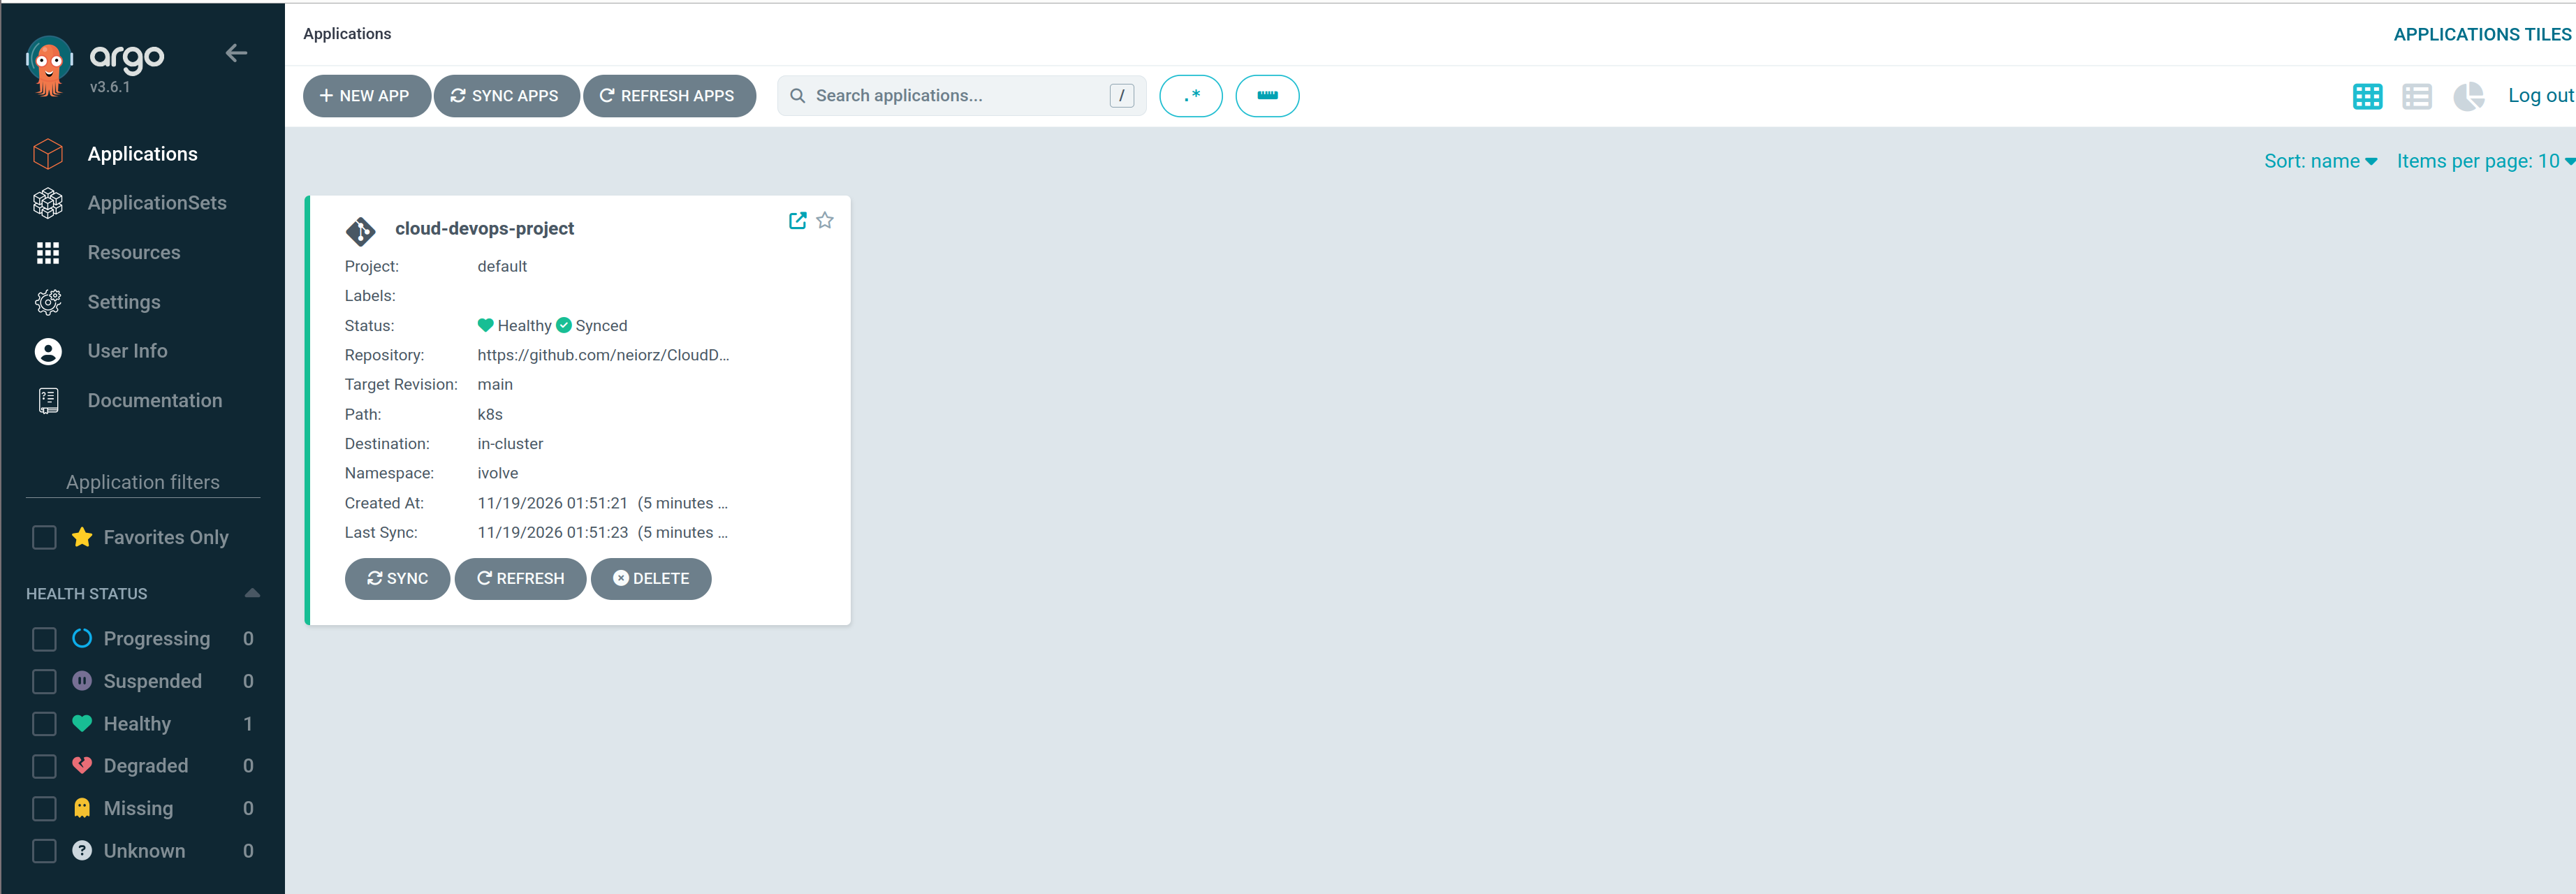 argo
v3.6.1
Applications
ApplicationSets
Resources
Settings
User Info
Documentation
Application filters
Favorites Only
HEALTH STATUS
Progressing 0
Suspended 0
Healthy 1
Degraded 0
Missing 0
Unknown 0
Applications
APPLICATIONS TILES
+ NEW APP SYNC APPS REFRESH APPS Search applications... / .* Log out
Sort: name Items per page: 10
cloud-devops-project
Project: default
Labels:
Status: Healthy Synced
Repository: https://github.com/neiorz/CloudD...
Target Revision: main
Path: k8s
Destination: in-cluster
Namespace: ivolve
Created At: 11/19/2026 01:51:21 (5 minutes ...
Last Sync: 11/19/2026 01:51:23 (5 minutes ...
SYNC REFRESH DELETE